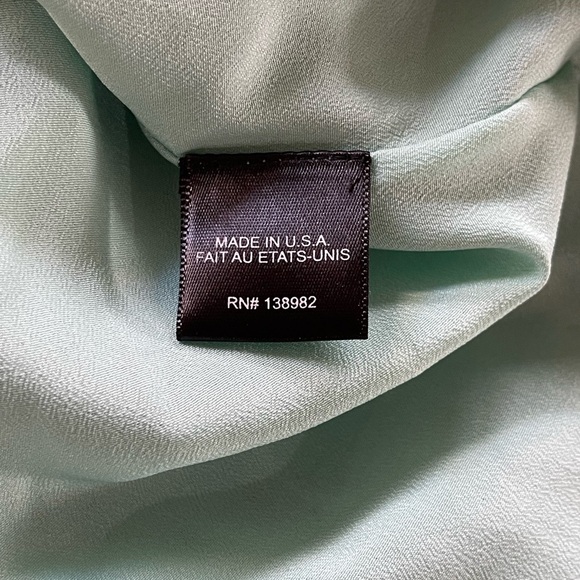 MADE IN U.S.A.
FAIT AU ETATS-UNIS
RN# 138982